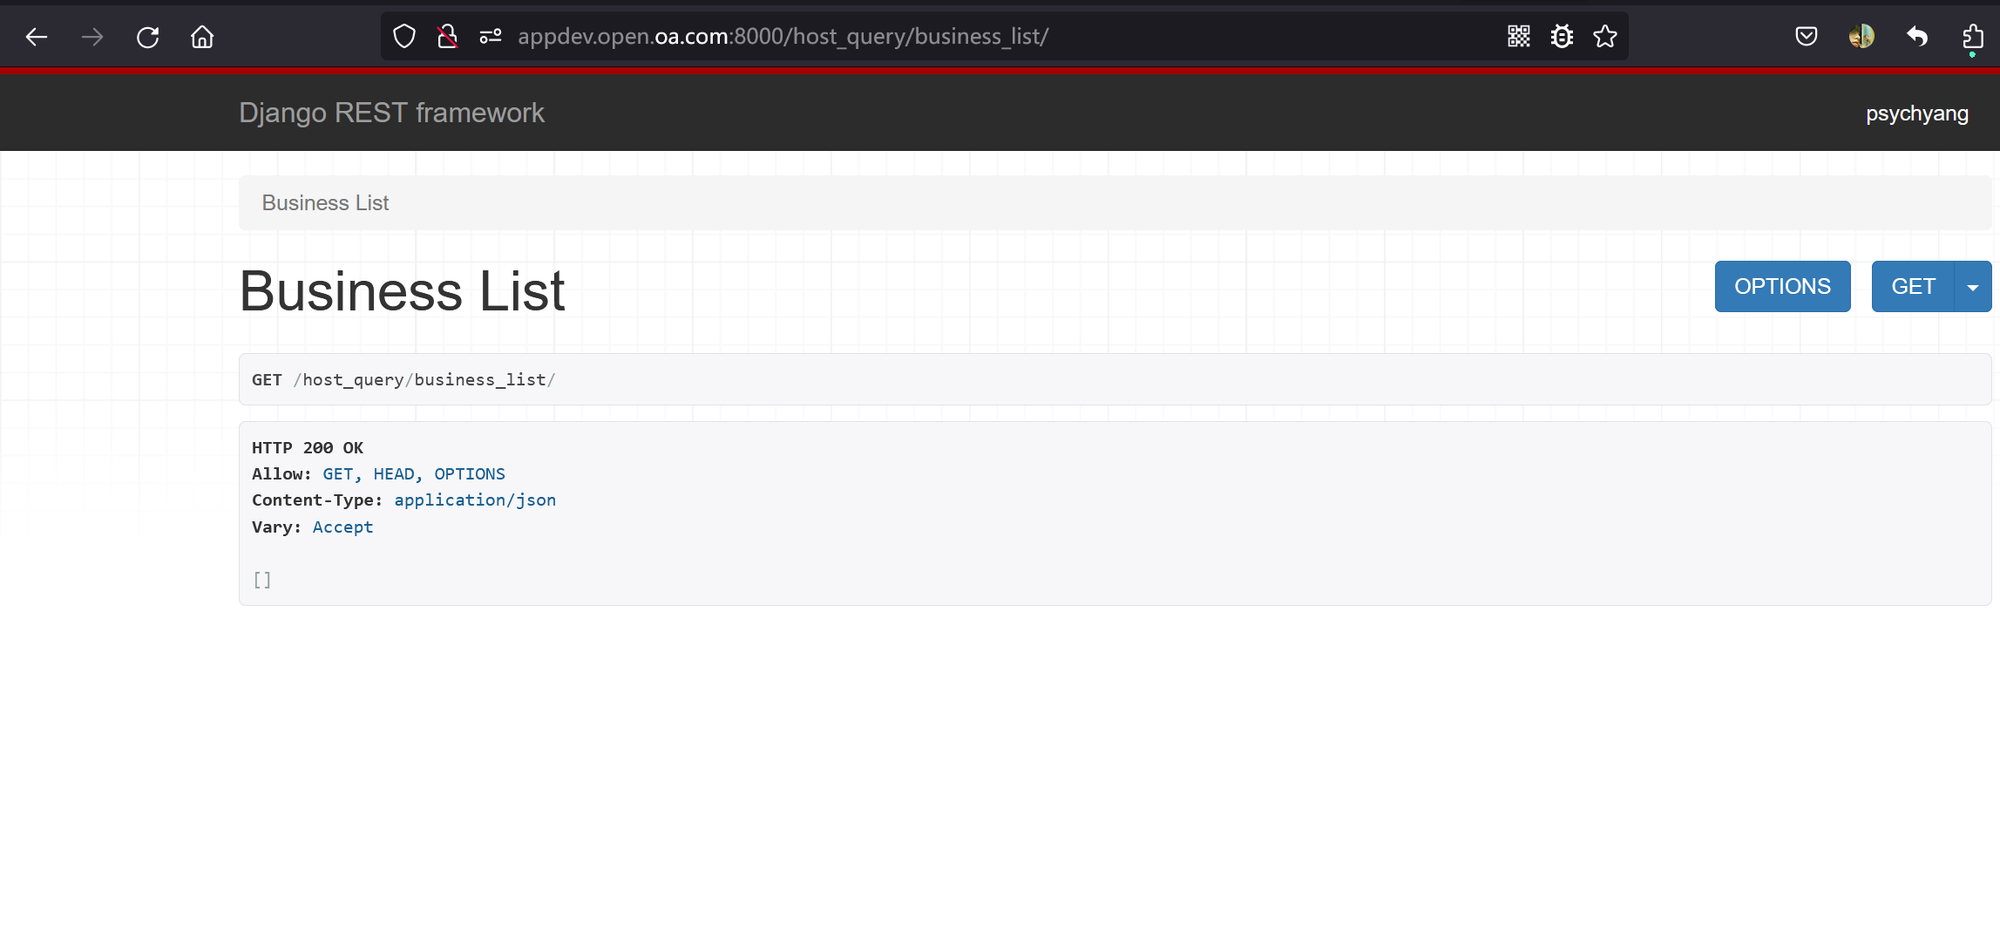 appdev.open.oa.com:8000/host_query/business_list/
Django REST framework
psychyang
Business List
Business List
OPTIONS
GET
GET /host_query/business_list/
HTTP 200 OK
Allow: GET, HEAD, OPTIONS
Content-Type: application/json
Vary: Accept
[]